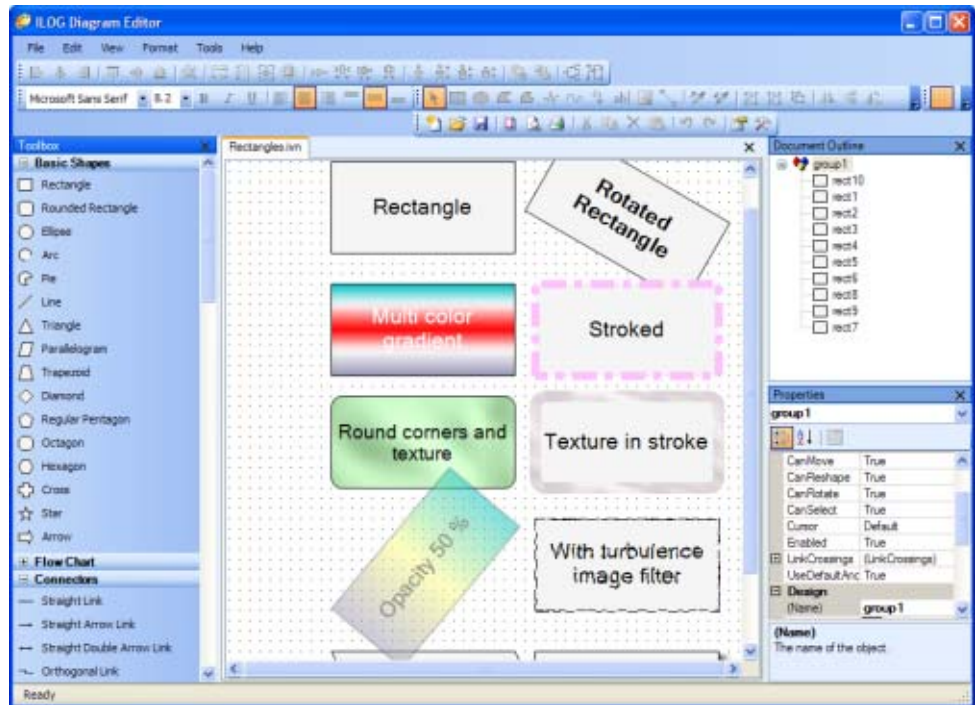 ILOG Diagram Editor
File Edit View Format Tools Help
Microsoft Sans Serif 8.2
Toolbox
Basic Shapes
Rectangle
Rounded Rectangle
Ellipse
Arc
Pie
Line
Triangle
Parallelogram
Trapezoid
Diamond
Regular Pentagon
Octagon
Hexagon
Cross
Star
Arrow
Flow Chart
Connectors
Straight Link
Straight Arrow Link
Straight Double Arrow Link
Orthogonal Link
Rectangles.ivn
Rectangle
Rotated
Rectangle
Multi color
gradient
Stroked
Round corners and
texture
Texture in stroke
Opacity 50 %
With turbulence
image filter
Document Outline
group1
rect10
rect1
rect2
rect3
rect4
rect5
rect6
rect8
rect9
rect7
Properties
group1
CanMove True
CanReshape True
CanRotate True
CanSelect True
Cursor Default
Enabled True
LinkCrossings (LinkCrossings)
UseDefaultAnc True
Design
(Name) group1
(Name)
The name of the object.
Ready